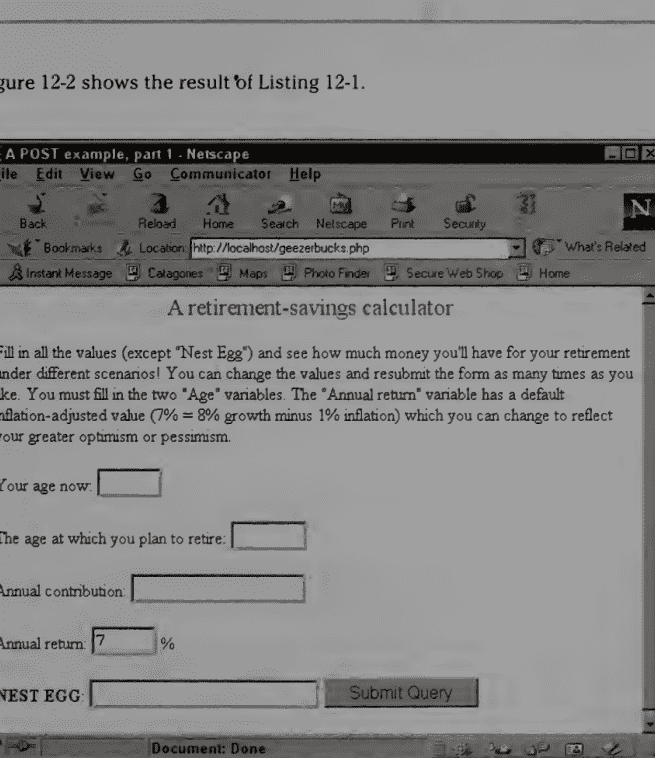 gure 12-2 shows the result of Listing 12-1.
A POST example, part 1 - Netscape
ile Edit View Go Communicator Help
Back Reload Home Search Netscape Print Security
N
Bookmarks Location: http://localhost/geezerbucks.php What's Related
Instant Message Catagories Maps Photo Finder Secure Web Shop Home
A retirement-savings calculator
Fill in all the values (except "Nest Egg") and see how much money you'll have for your retirement
under different scenarios! You can change the values and resubmit the form as many times as you
ike. You must fill in the two "Age" variables. The "Annual return" variable has a default
nflation-adjusted value (7% = 8% growth minus 1% inflation) which you can change to reflect
your greater optimism or pessimism.
Your age now:
The age at which you plan to retire:
Annual contribution:
Annual return: 7 %
NEST EGG: Submit Query
Document: Done